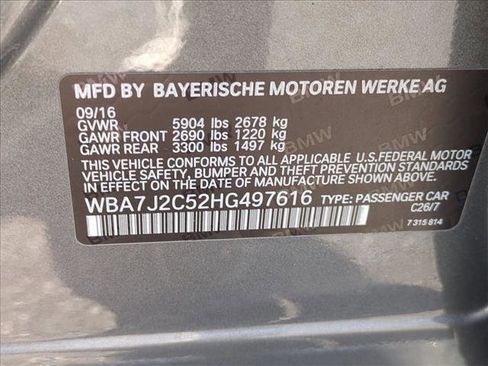 MFD BY BAYERISCHE MOTOREN WERKE AG
09/16
GVWR 5904 lbs 2678 kg
GAWR FRONT 2690 lbs 1220 kg
GAWR REAR 3300 lbs 1497 kg
THIS VEHICLE CONFORMS TO ALL APPLICABLE U.S.FEDERAL MOTOR
VEHICLE SAFETY, BUMPER AND THEFT PREVENTION STANDARDS
IN EFFECT ON THE DATE OF MANUFACTURE SHOWN ABOVE.
WBA7J2C52HG497616 TYPE: PASSENGER CAR
C26/7
7 315 814
BMW
BMW